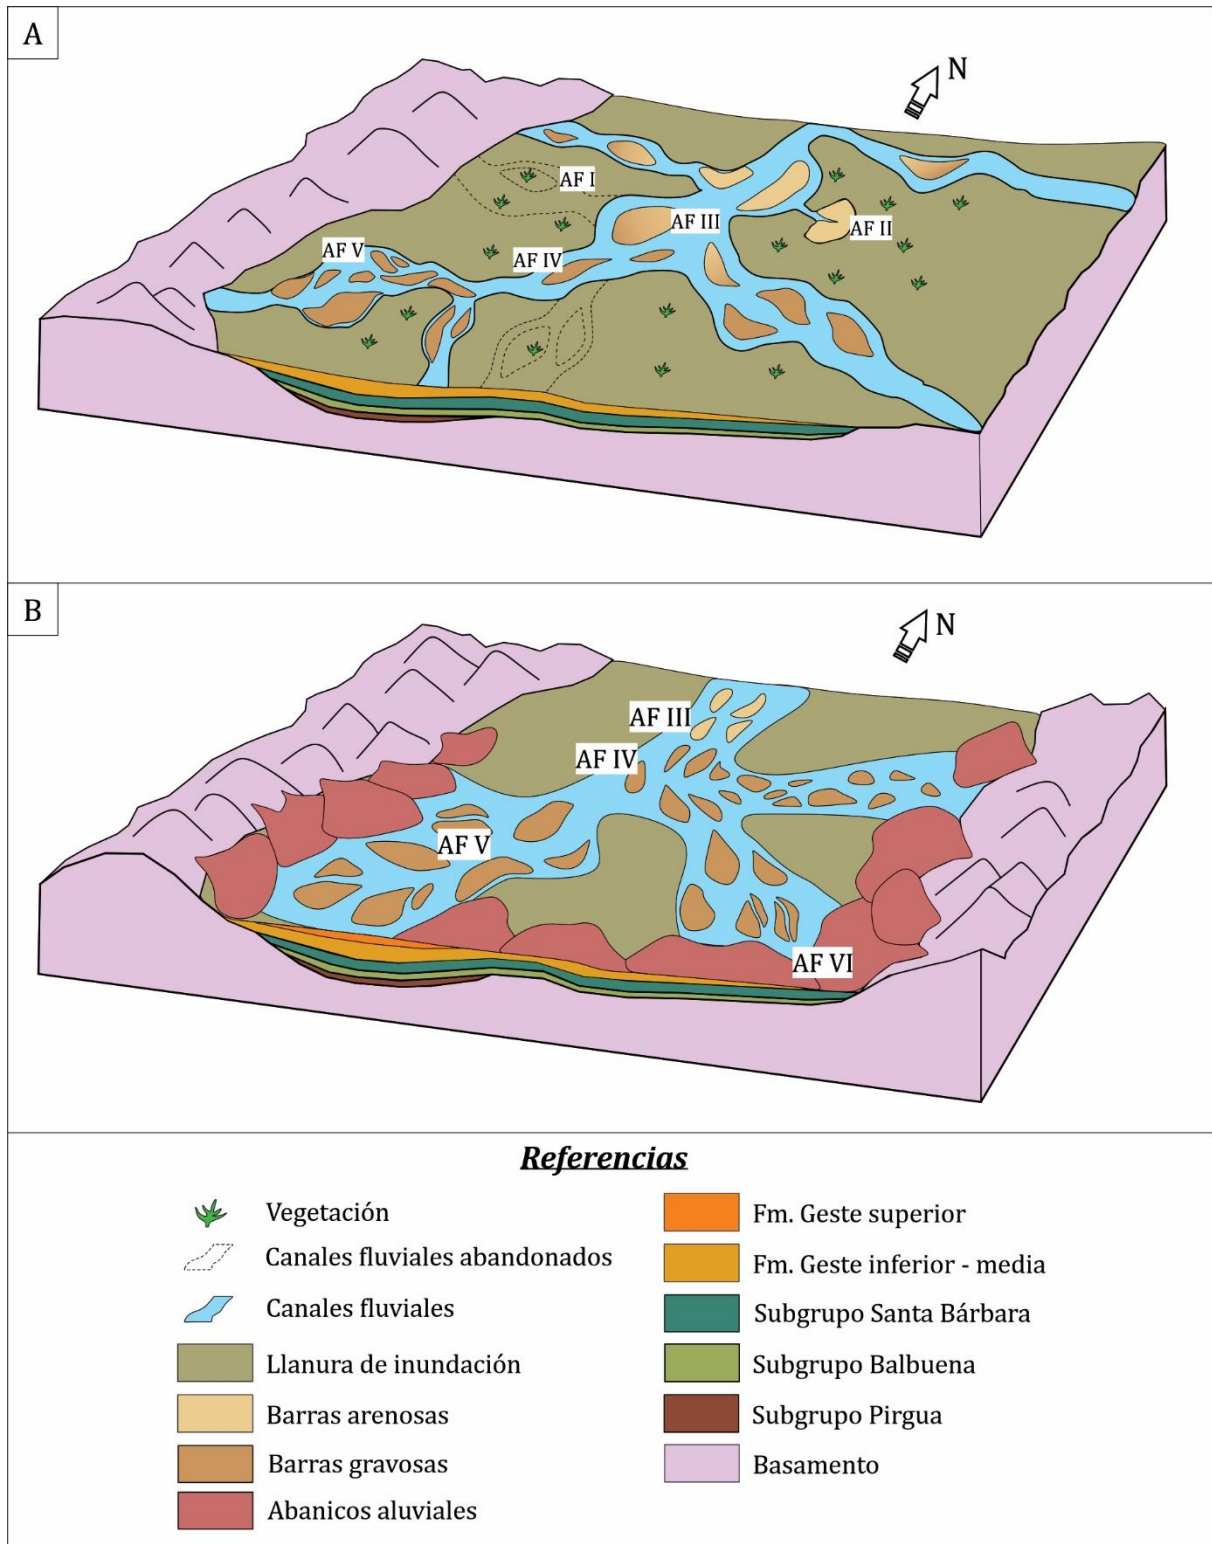 A
N
AF I
AF III
AF II
AF V
AF IV
B
N
AF III
AF IV
AF V
AF VI
Referencias
Vegetación
Canales fluviales abandonados
Canales fluviales
Llanura de inundación
Barras arenosas
Barras gravosas
Abanicos aluviales
Fm. Geste superior
Fm. Geste inferior - media
Subgrupo Santa Bárbara
Subgrupo Balbuena
Subgrupo Pirgua
Basamento